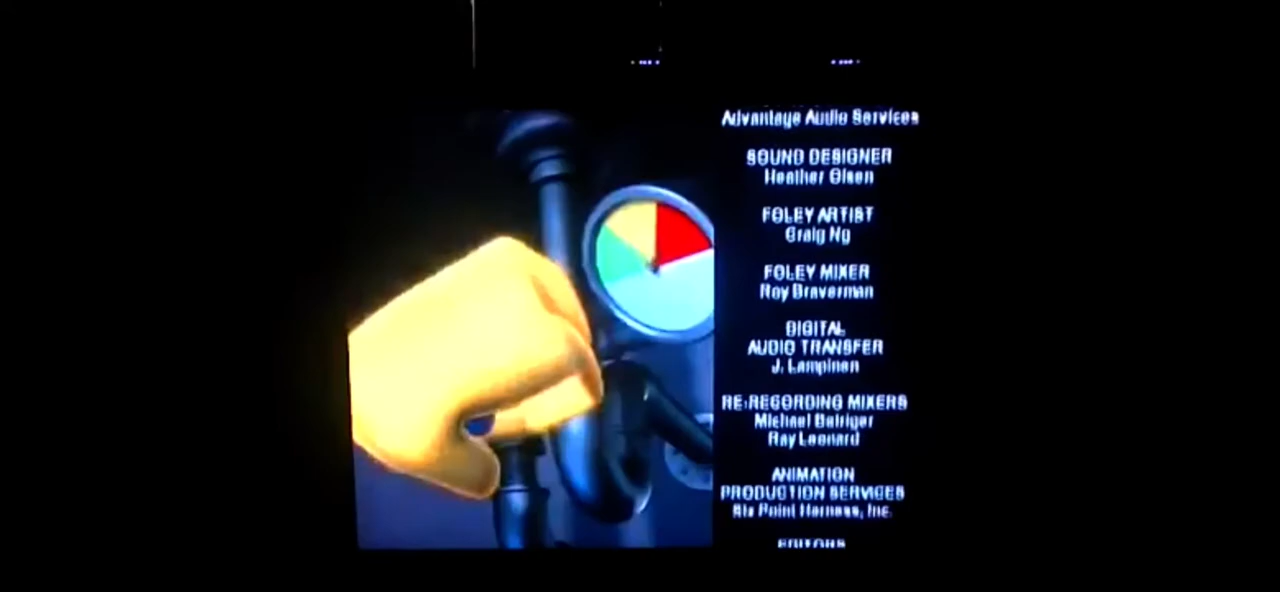 Advantage Audio Services
SOUND DESIGNER
Heather Olsen
FOLEY ARTIST
Craig Ng
FOLEY MIXER
Roy Braverman
DIGITAL
AUDIO TRANSFER
J. Lampinen
RE-RECORDING MIXERS
Michael Beiriger
Ray Leonard
ANIMATION
PRODUCTION SERVICES
Six Point Harness, Inc.
EDITORS